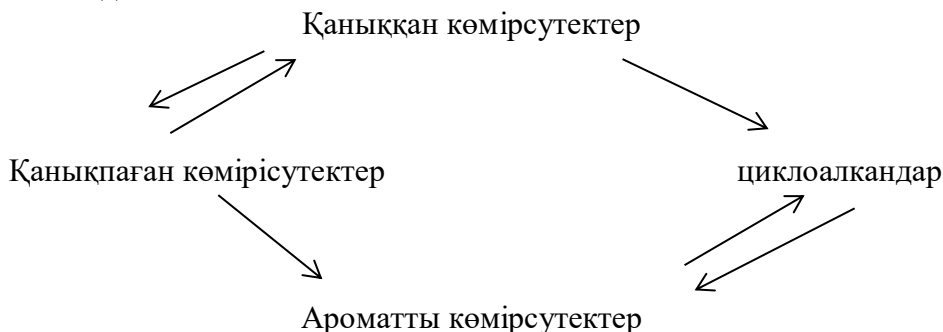 Қаныққан көмірсутектер
Қанықпаған көмірісутектер циклоалкандар
Ароматты көмірсутектер